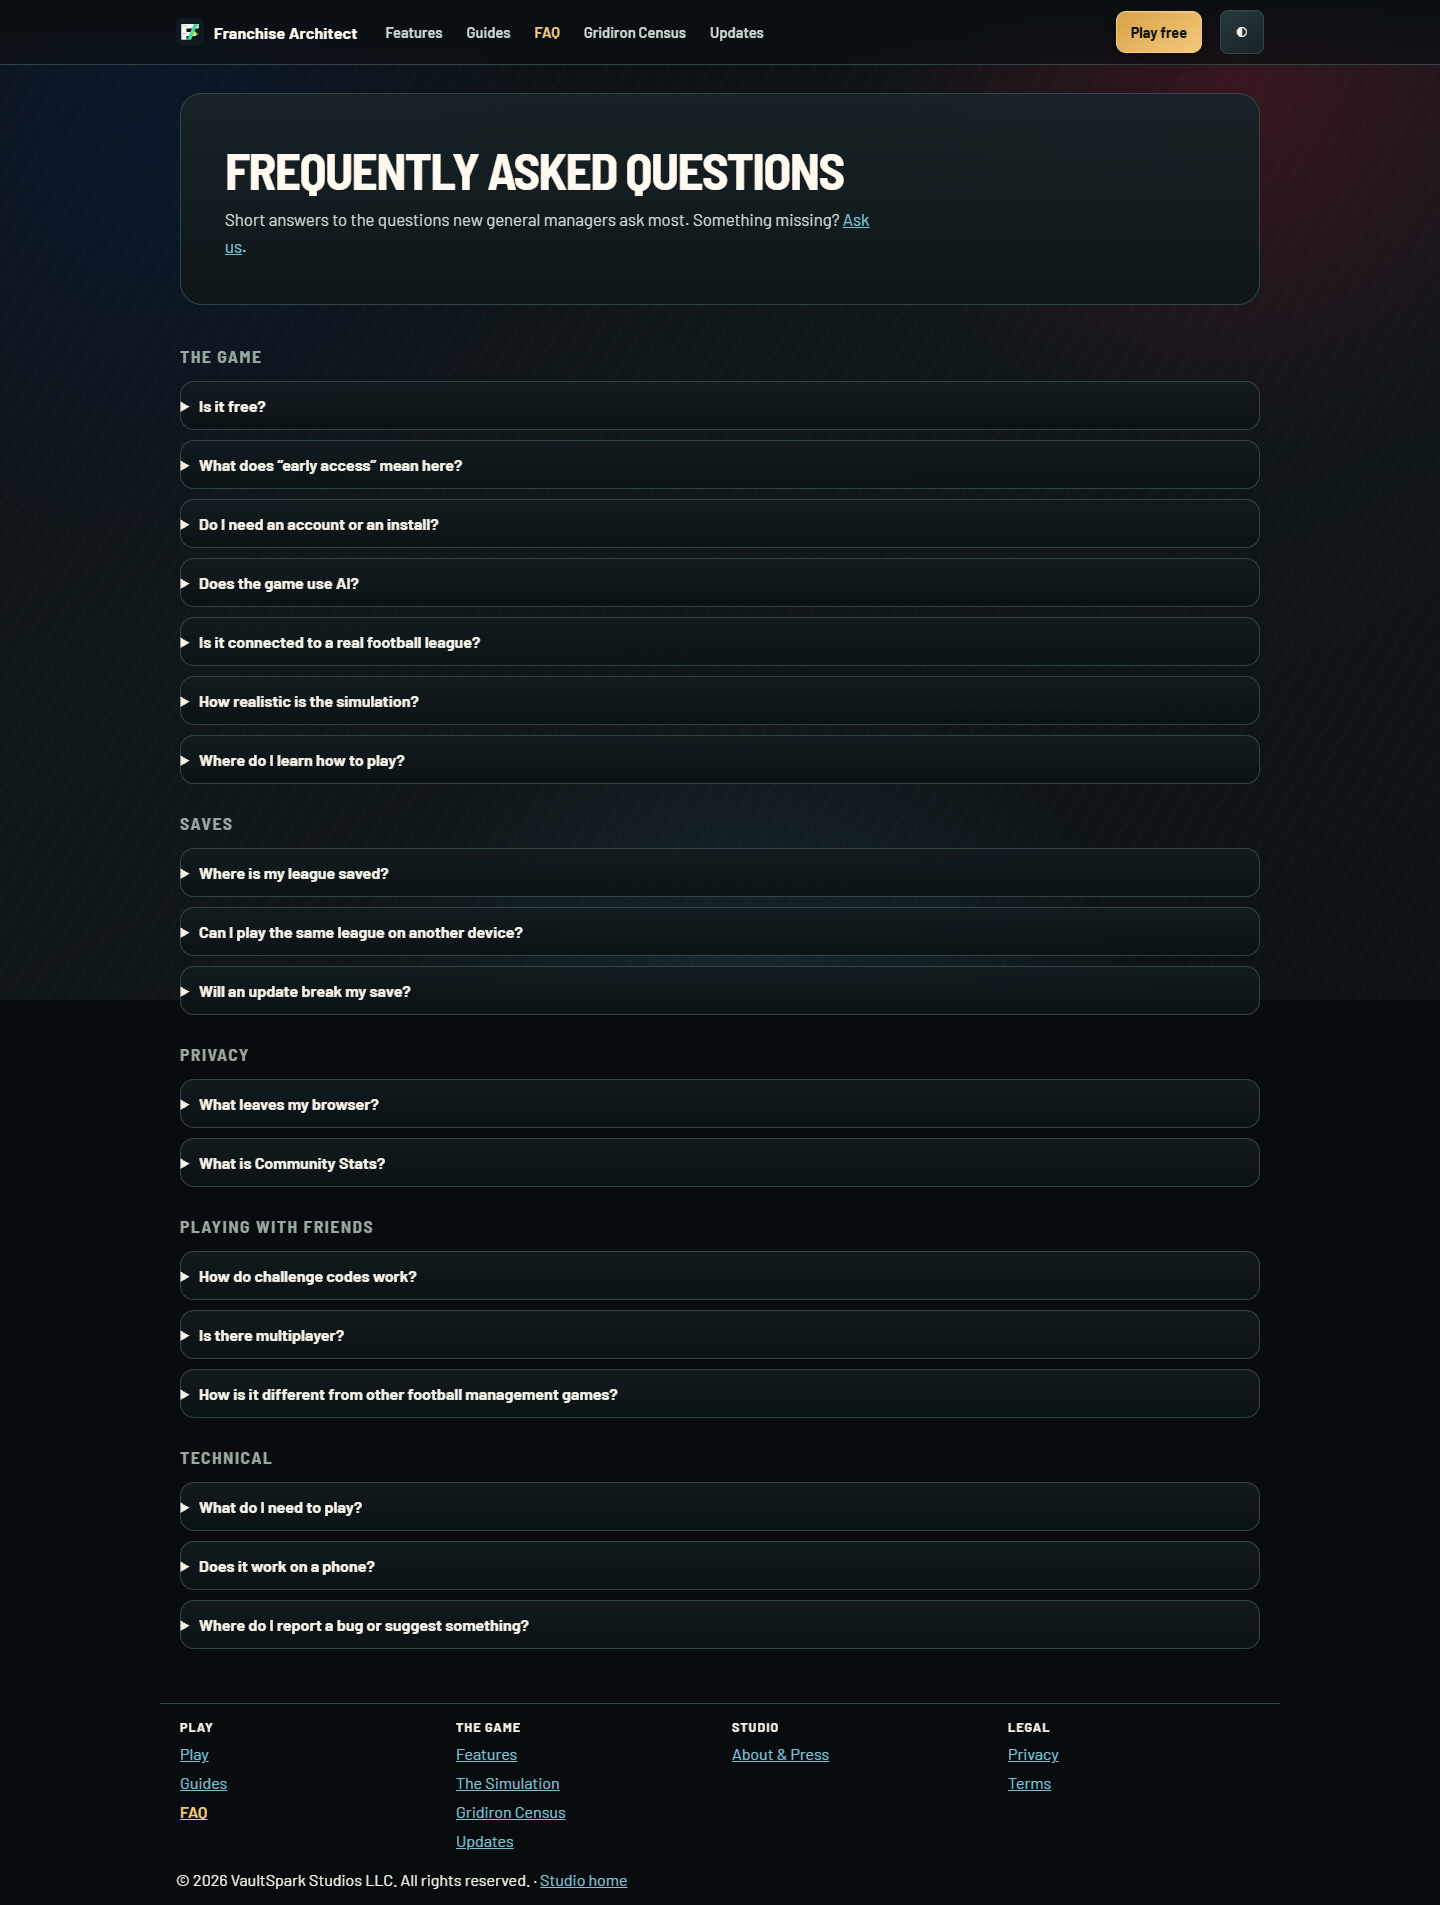 Franchise Architect Features Guides FAQ Gridiron Census Updates Play free
FREQUENTLY ASKED QUESTIONS
Short answers to the questions new general managers ask most. Something missing? Ask
us.
THE GAME
Is it free?
What does “early access” mean here?
Do I need an account or an install?
Does the game use AI?
Is it connected to a real football league?
How realistic is the simulation?
Where do I learn how to play?
SAVES
Where is my league saved?
Can I play the same league on another device?
Will an update break my save?
PRIVACY
What leaves my browser?
What is Community Stats?
PLAYING WITH FRIENDS
How do challenge codes work?
Is there multiplayer?
How is it different from other football management games?
TECHNICAL
What do I need to play?
Does it work on a phone?
Where do I report a bug or suggest something?
PLAY
Play
Guides
FAQ
THE GAME
Features
The Simulation
Gridiron Census
Updates
STUDIO
About & Press
LEGAL
Privacy
Terms
© 2026 VaultSpark Studios LLC. All rights reserved. · Studio home